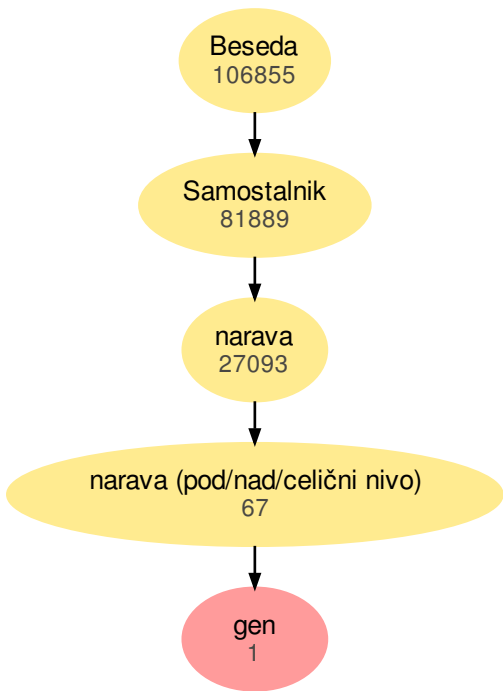 Beseda
106855
Samostalnik
81889
narava
27093
narava (pod/nad/celični nivo)
67
gen
1